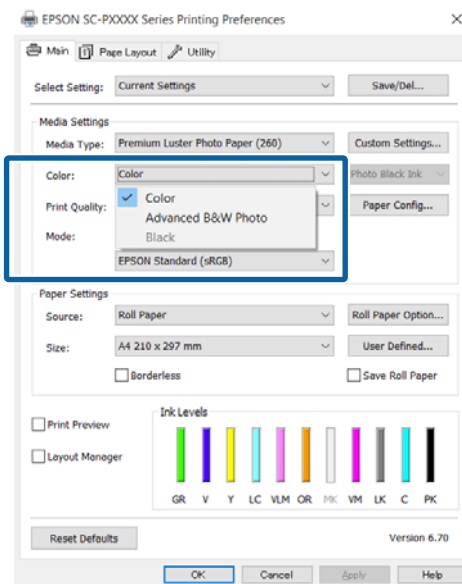 EPSON SC-PXXXX Series Printing Preferences
Main Page Layout Utility
Select Setting: Current Settings Save/Del...
Media Settings
Media Type: Premium Luster Photo Paper (260) Custom Settings...
Color: Color Photo Black Ink
Color
Print Quality: Paper Config...
Advanced B&W Photo
Mode: Black
EPSON Standard (sRGB)
Paper Settings
Source: Roll Paper Roll Paper Option...
Size: A4 210 x 297 mm User Defined...
Borderless Save Roll Paper
Ink Levels
Print Preview
Layout Manager
GR V Y LC VLM OR MK VM LK C PK
Reset Defaults Version 6.70
OK Cancel Apply Help